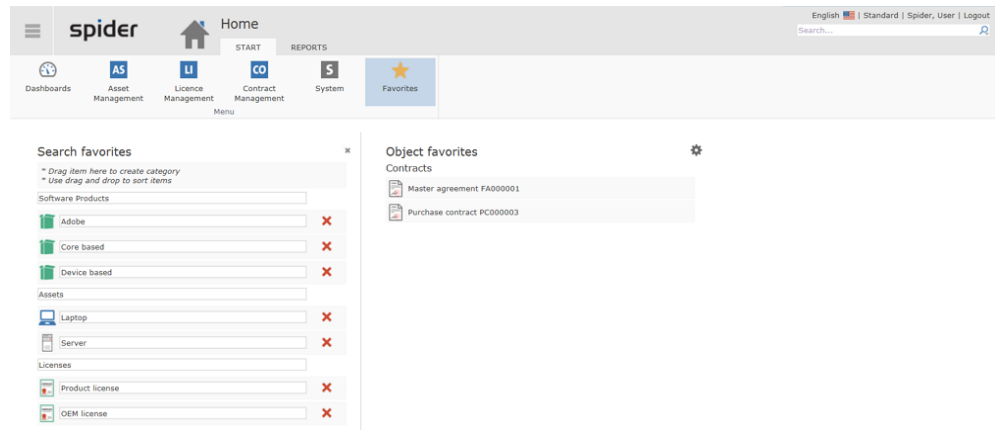 English | Standard | Spider, User | Logout
spider
Home
Search...
START REPORTS
AS LI CO S
Dashboards Asset Management Licence Management Contract Management System Favorites
Menu
Search favorites
" Drag item here to create category
" Use drag and drop to sort items
Software Products
Adobe
Core based
Device based
Assets
Laptop
Server
Licenses
Product license
OEM license
Object favorites
Contracts
Master agreement FA000001
Purchase contract PC000003